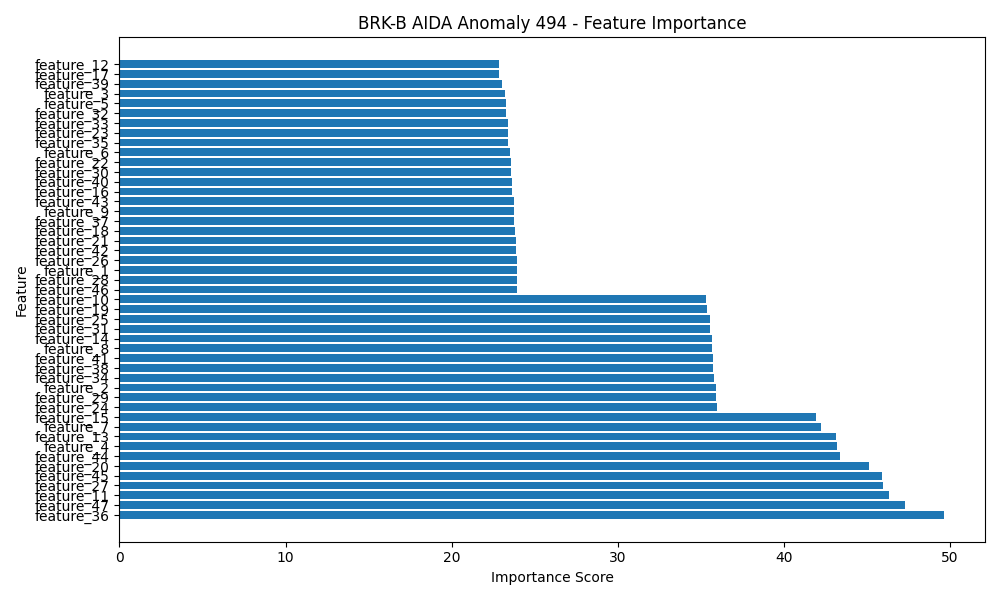 BRK-B AIDA Anomaly 494 - Feature Importance
feature_12
feature_17
feature_39
feature_3
feature_5
feature_32
feature_33
feature_23
feature_35
feature_6
feature_22
feature_30
feature_40
feature_16
feature_43
feature_9
feature_37
feature_18
feature_21
feature_42
feature_26
feature_1
feature_28
feature_46
feature_10
feature_19
feature_25
feature_31
feature_14
feature_8
feature_41
feature_38
feature_34
feature_2
feature_29
feature_24
feature_15
feature_7
feature_13
feature_4
feature_44
feature_20
feature_45
feature_27
feature_11
feature_47
feature_36
Feature
0 10 20 30 40 50
Importance Score